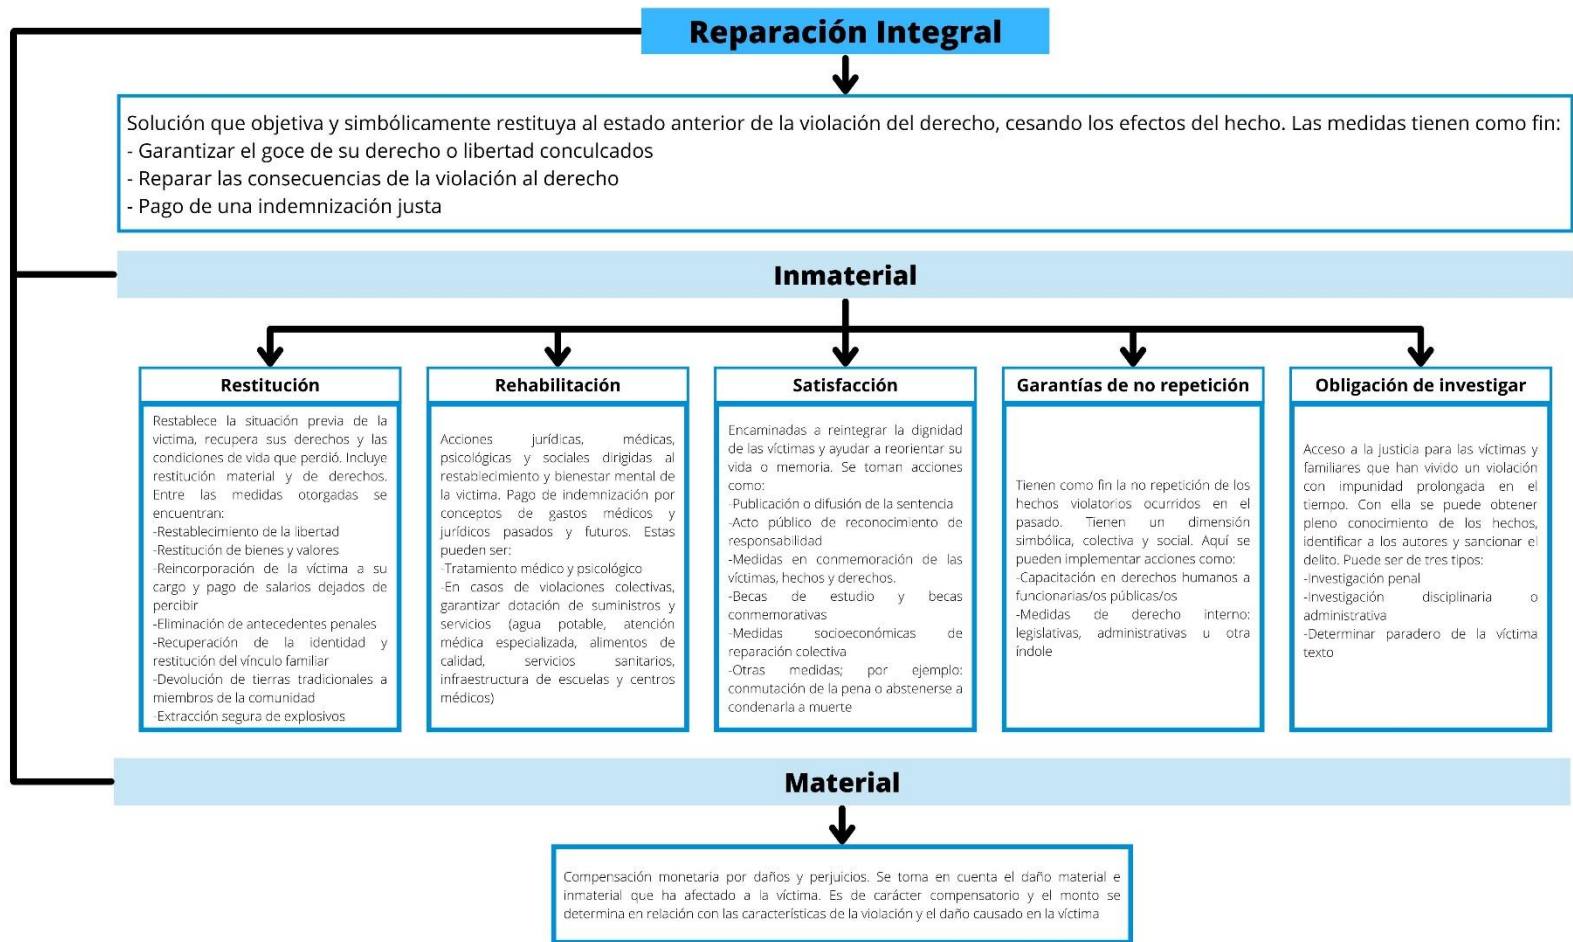 Reparación Integral
Solución que objetiva y simbólicamente restituya al estado anterior de la violación del derecho, cesando los efectos del hecho. Las medidas tienen como fin:
- Garantizar el goce de su derecho o libertad conculcados
- Reparar las consecuencias de la violación al derecho
- Pago de una indemnización justa
Inmaterial
Restitución
Restablece la situación previa de la
victima, recupera sus derechos y las
condiciones de vida que perdió. Incluye
restitución material y de derechos.
Entre las medidas otorgadas se
encuentran:
-Restablecimiento de la libertad
-Restitución de bienes y valores
-Reincorporación de la víctima a su
cargo y pago de salarios dejados de
percibir
-Eliminación de antecedentes penales
-Recuperación de la identidad y
restitución del vínculo familiar
-Devolución de tierras tradicionales a
miembros de la comunidad
-Extracción segura de explosivos
Rehabilitación
Acciones jurídicas, médicas,
psicológicas y sociales dirigidas al
restablecimiento y bienestar mental de
la victima. Pago de indemnización por
conceptos de gastos médicos y
jurídicos pasados y futuros. Estas
pueden ser:
-Tratamiento médico y psicológico
-En casos de violaciones colectivas,
garantizar dotación de suministros y
servicios (agua potable, atención
médica especializada, alimentos de
calidad, servicios sanitarios,
infraestructura de escuelas y centros
médicos)
Satisfacción
Encaminadas a reintegrar la dignidad
de las víctimas y ayudar a reorientar su
vida o memoria. Se toman acciones
como:
-Publicación o difusión de la sentencia
-Acto público de reconocimiento de
responsabilidad
-Medidas en conmemoración de las
víctimas, hechos y derechos.
-Becas de estudio y becas
conmemorativas
-Medidas socioeconómicas de
reparación colectiva
-Otras medidas; por ejemplo:
conmutación de la pena o abstenerse a
condenarla a muerte
Garantías de no repetición
Tienen como fin la no repetición de los
hechos violatorios ocurridos en el
pasado. Tienen un dimensión
simbólica, colectiva y social. Aquí se
pueden implementar acciones como:
-Capacitación en derechos humanos a
funcionarias/os públicas/os
-Medidas de derecho interno:
legislativas, administrativas u otra
índole
Obligación de investigar
Acceso a la justicia para las víctimas y
familiares que han vivido un violación
con impunidad prolongada en el
tiempo. Con ella se puede obtener
pleno conocimiento de los hechos,
identificar a los autores y sancionar el
delito. Puede ser de tres tipos:
-Investigación penal
-Investigación disciplinaria o
administrativa
-Determinar paradero de la víctima
texto
Material
Compensación monetaria por daños y perjuicios. Se toma en cuenta el daño material e
inmaterial que ha afectado a la víctima. Es de carácter compensatorio y el monto se
determina en relación con las características de la violación y el daño causado en la víctima